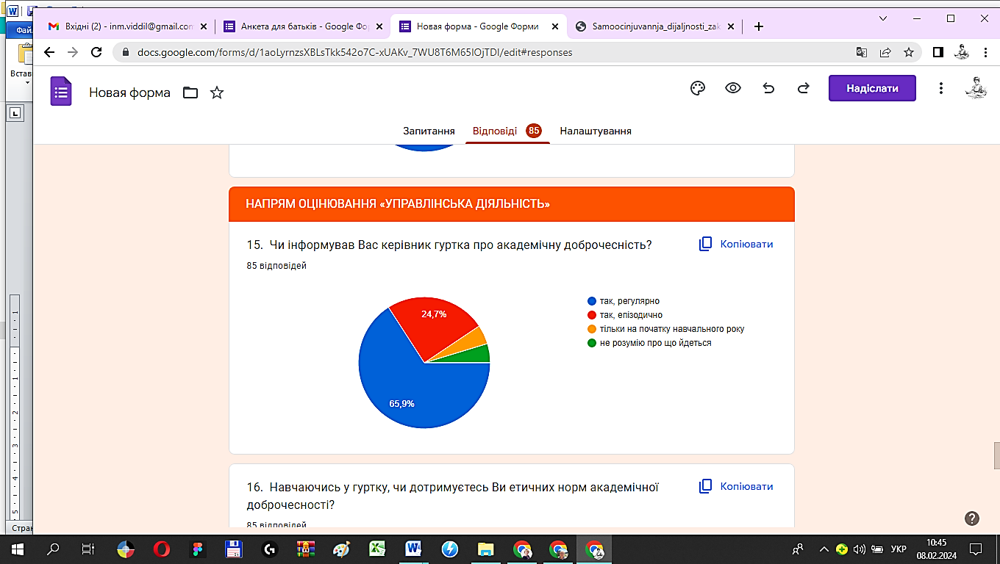 Файл
Встав
Вхідні (2) - inm.viddil@gmail.con
Анкета для батьків - Google Фор
Новая форма - Google Форми
Samoocinjuvannja_dijaljnosti_zak
docs.google.com/forms/d/1aoLyrnzsXBLsTkk542o7C-xUAKv_7WU8T6M65IOjTDI/edit#responses
Новая форма
Надіслати
Запитання
Відповіді 85
Налаштування
НАПРЯМ ОЦІНЮВАННЯ «УПРАВЛІНСЬКА ДІЯЛЬНІСТЬ»
15. Чи інформував Вас керівник гуртка про академічну доброчесність?
Копіювати
85 відповідей
24,7%
65,9%
так, регулярно
так, епізодично
тільки на початку навчального року
не розумію про що йдеться
16. Навчаючись у гуртку, чи дотримуєтесь Ви етичних норм академічної
доброчесності?
Копіювати
85 відповідей
Стран
УКР
10:45
08.02.2024